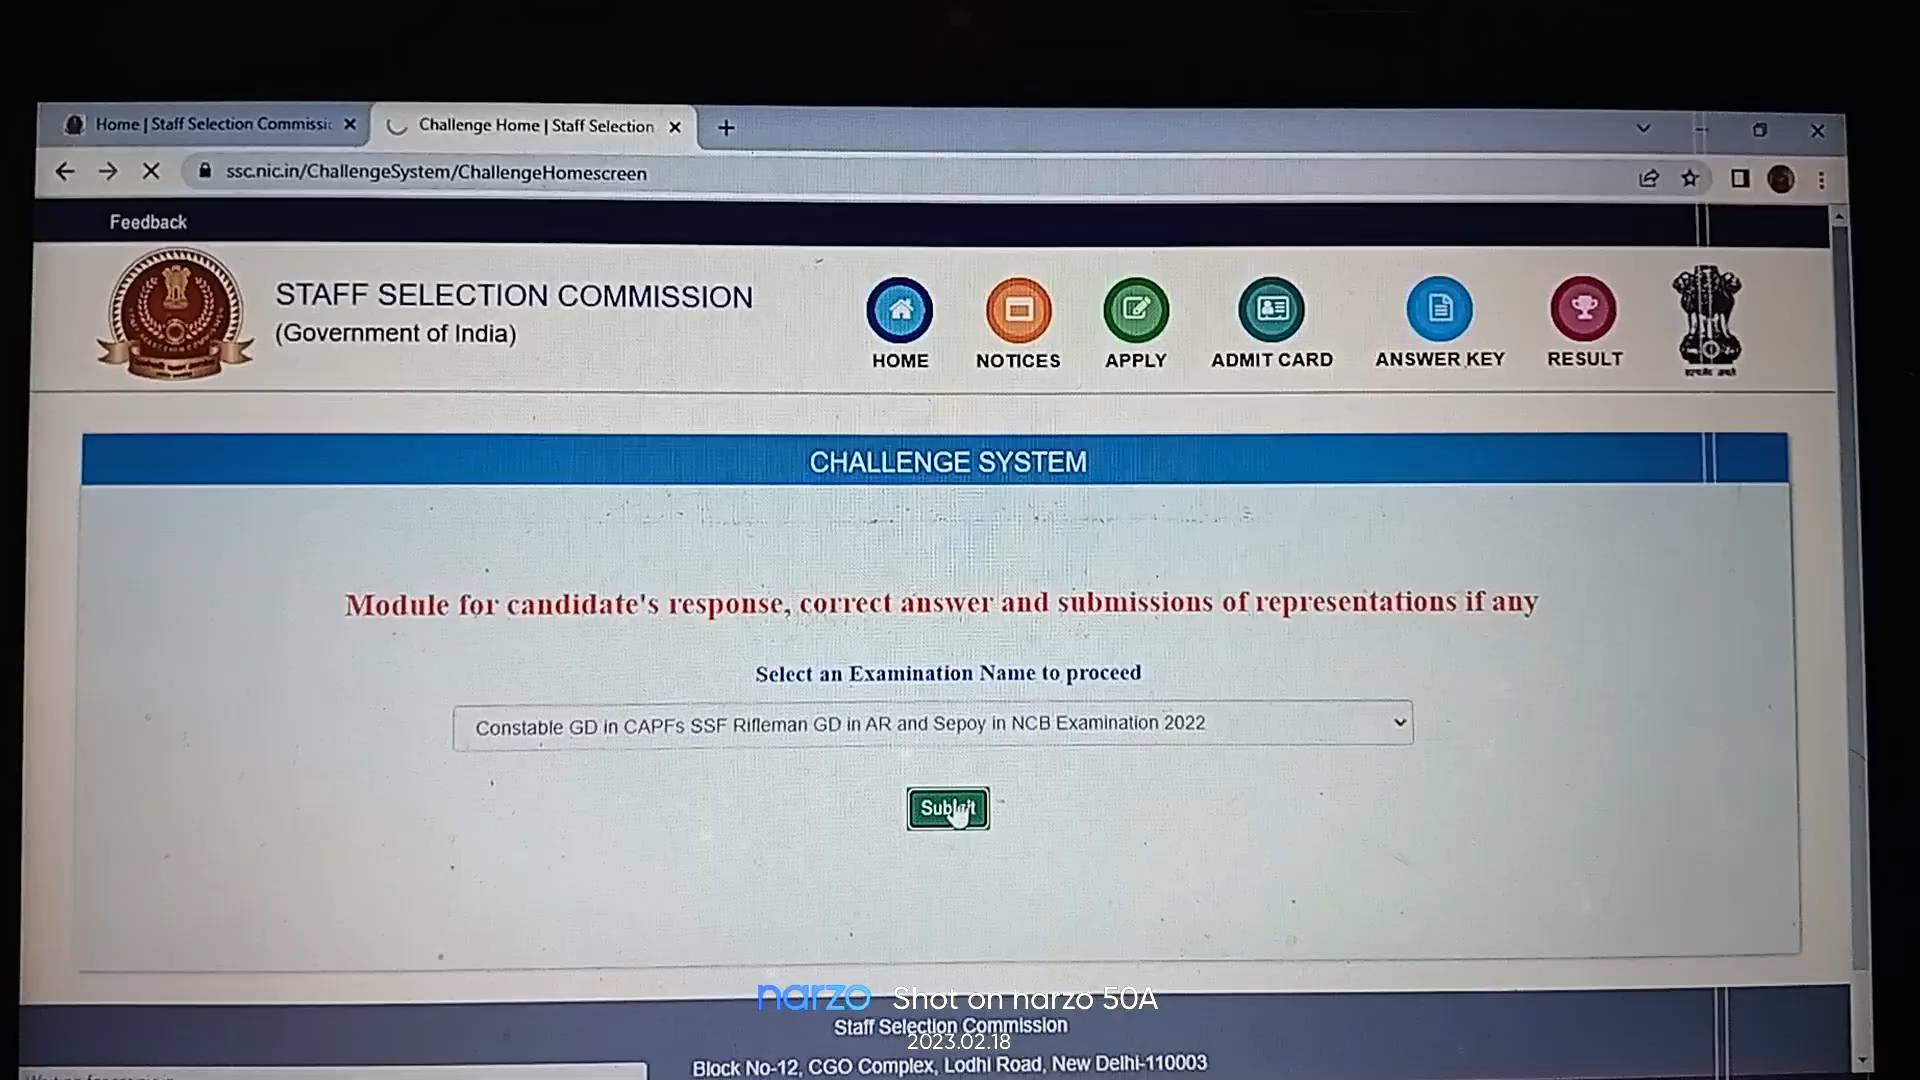 Home | Staff Selection Commissic
Challenge Home | Staff Selection
ssc.nic.in/ChallengeSystem/ChallengeHomescreen
Feedback
STAFF SELECTION COMMISSION
(Government of India)
HOME
NOTICES
APPLY
ADMIT CARD
ANSWER KEY
RESULT
CHALLENGE SYSTEM
Module for candidate's response, correct answer and submissions of representations if any
Select an Examination Name to proceed
Constable GD in CAPFs SSF Rifleman GD in AR and Sepoy in NCB Examination 2022
Submit
narzo Shot on narzo 50A
Staff Selection Commission
2023.02.18
Block No-12, CGO Complex, Lodhi Road, New Delhi-110003